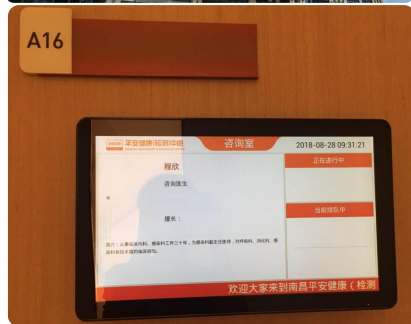 A16
平安健康(检测)中心
咨询室
2018-08-28 09:31:21
程欣
咨询医生
正在进行中
擅长：
当前排队中
欢迎大家来到南昌平安健康（检测